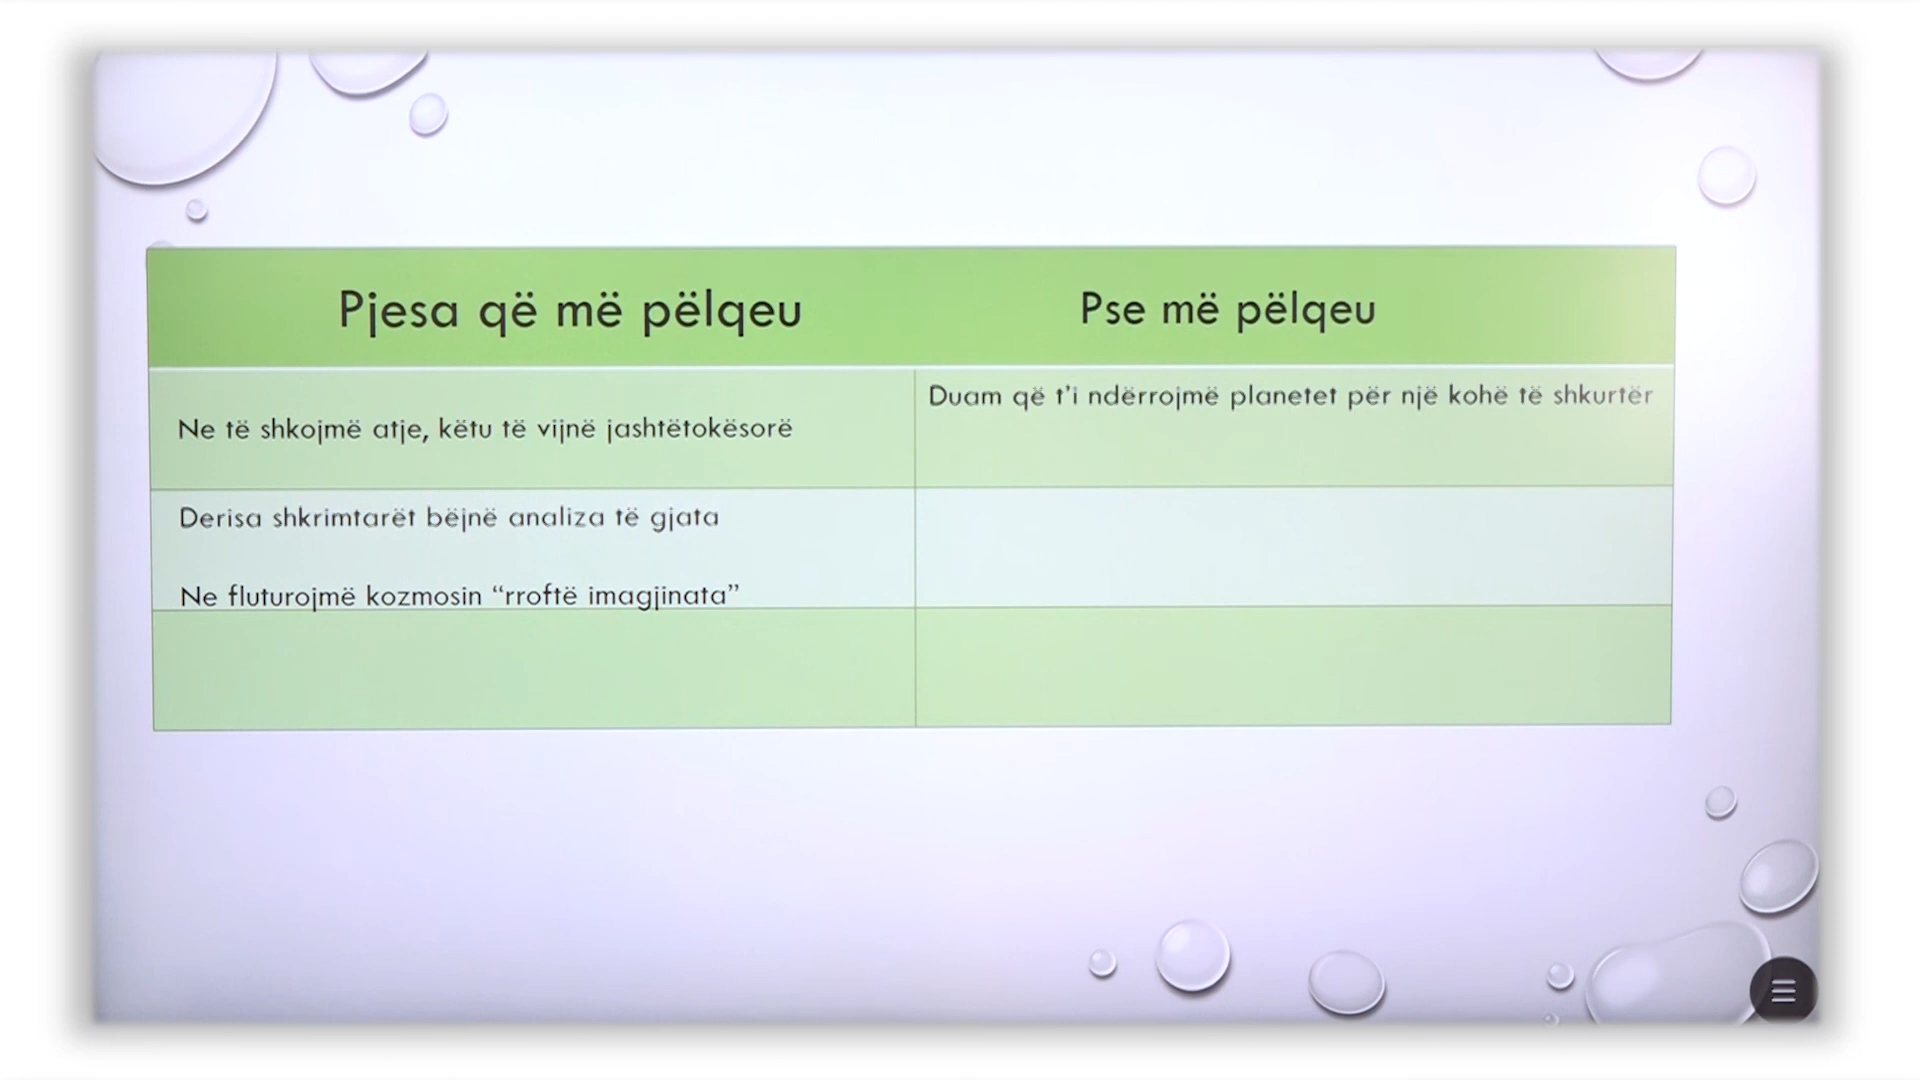 Pjesa që më pëlqeu
Pse më pëlqeu
Ne të shkojmë atje, këtu të vijnë jashtëtokësorë
Duam që t'i ndërrojmë planetet për një kohë të shkurtër
Derisa shkrimtarët bëjnë analiza të gjata
Ne fluturojmë kozmosin “rroftë imagjinata”